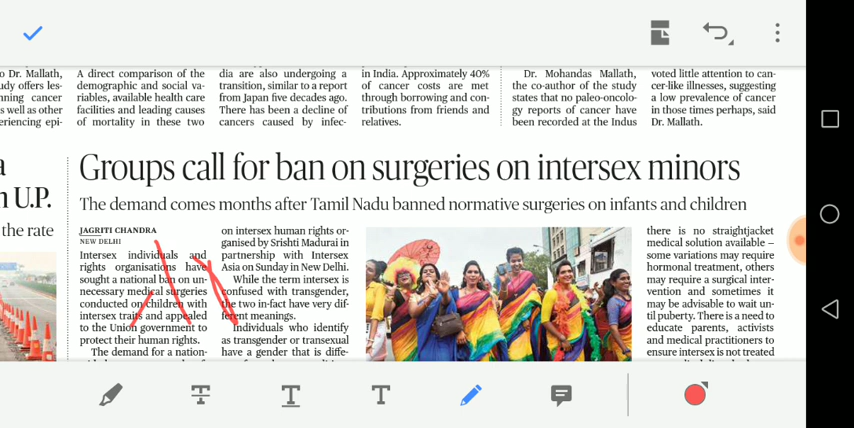 o Dr. Mallath,
udy offers les-
nning cancer
s well as other
eriencing epi-
A direct comparison of the
demographic and social va-
riables, available health care
facilities and leading causes
of mortality in these two
dia are also undergoing a
transition, similar to a report
from Japan five decades ago.
There has been a decline of
cancers caused by infec-
in India. Approximately 40%
of cancer costs are met
through borrowing and con-
tributions from friends and
relatives.
Dr. Mohandas Mallath,
the co-author of the study
states that no paleo-oncolo-
gy reports of cancer have
been recorded at the Indus
voted little attention to can-
cer-like illnesses, suggesting
a low prevalence of cancer
in those times perhaps, said
Dr. Mallath.
a
n U.P.
the rate
Groups call for ban on surgeries on intersex minors
The demand comes months after Tamil Nadu banned normative surgeries on infants and children
JAGRITI CHANDRA
NEW DELHI
Intersex individuals and
rights organisations have
sought a national ban on un-
necessary medical surgeries
conducted on children with
intersex traits and appealed
to the Union government to
protect their human rights.
The demand for a nation-
on intersex human rights or-
ganised by Srishti Madurai in
partnership with Intersex
Asia on Sunday in New Delhi.
While the term intersex is
confused with transgender,
the two in-fact have very dif-
ferent meanings.
Individuals who identify
as transgender or transexual
have a gender that is diffe-
there is no straightjacket
medical solution available –
some variations may require
hormonal treatment, others
may require a surgical inter-
vention and sometimes it
may be advisable to wait un-
til puberty. There is a need to
educate parents, activists
and medical practitioners to
ensure intersex is not treated